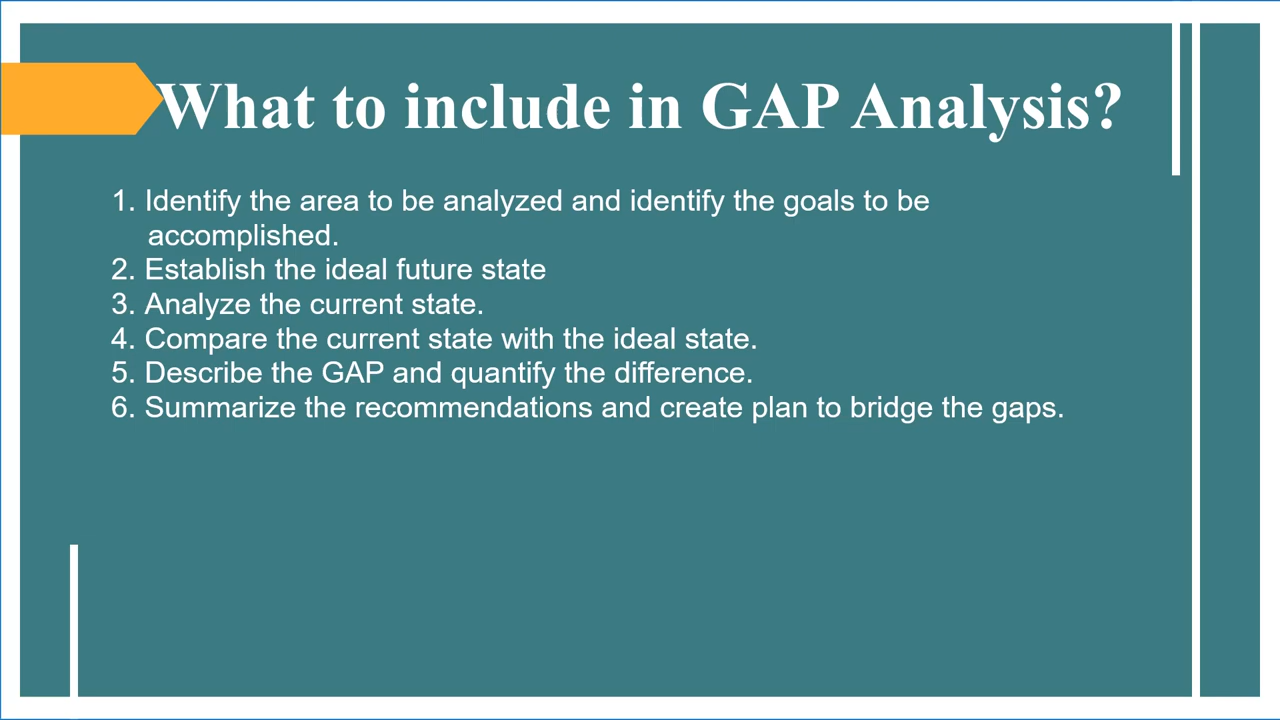 What to include in GAP Analysis?
1. Identify the area to be analyzed and identify the goals to be
accomplished.
2. Establish the ideal future state
3. Analyze the current state.
4. Compare the current state with the ideal state.
5. Describe the GAP and quantify the difference.
6. Summarize the recommendations and create plan to bridge the gaps.